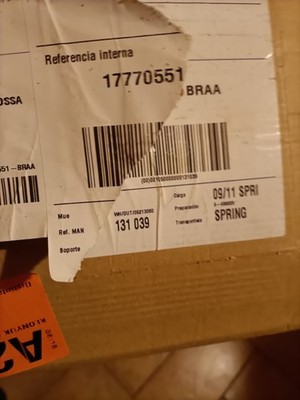 Referencia interna
17770551
-BRAA
OSSA
551-BRAA
Mue
Ref. MAN
131 039
Soporte
Carga
09/11 SPRI
Preparación
Transportista
SPRING
A2